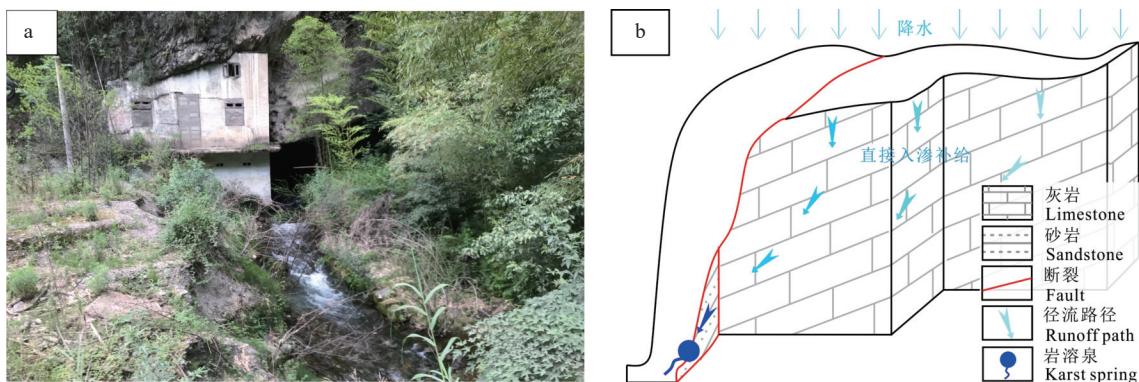 a
b
降水
直接入渗补给
灰岩
Limestone
砂岩
Sandstone
断裂
Fault
径流路径
Runoff path
岩溶泉
Karst spring